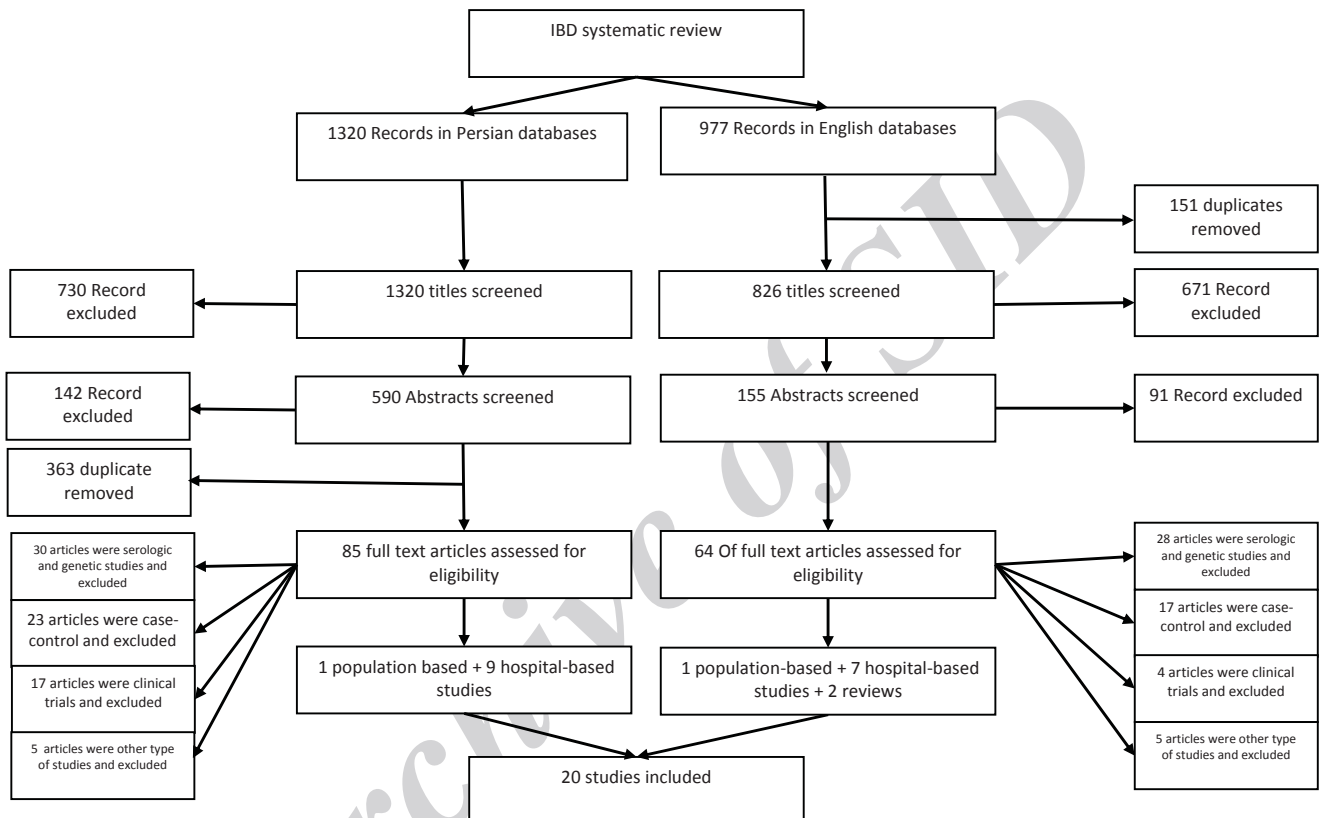 IBD systematic review
1320 Records in Persian databases
977 Records in English databases
151 duplicates
removed
730 Record
excluded
1320 titles screened
826 titles screened
671 Record
excluded
142 Record
excluded
590 Abstracts screened
155 Abstracts screened
91 Record excluded
363 duplicate
removed
30 articles were serologic
and genetic studies and
excluded
85 full text articles assessed for
eligibility
64 Of full text articles assessed for
eligibility
28 articles were serologic
and genetic studies and
excluded
23 articles were case-
control and excluded
17 articles were case-
control and excluded
1 population based + 9 hospital-based
studies
1 population-based + 7 hospital-based
studies + 2 reviews
17 articles were clinical
trials and excluded
4 articles were clinical
trials and excluded
5 articles were other type
of studies and excluded
5 articles were other type
of studies and excluded
20 studies included
rchive of SID